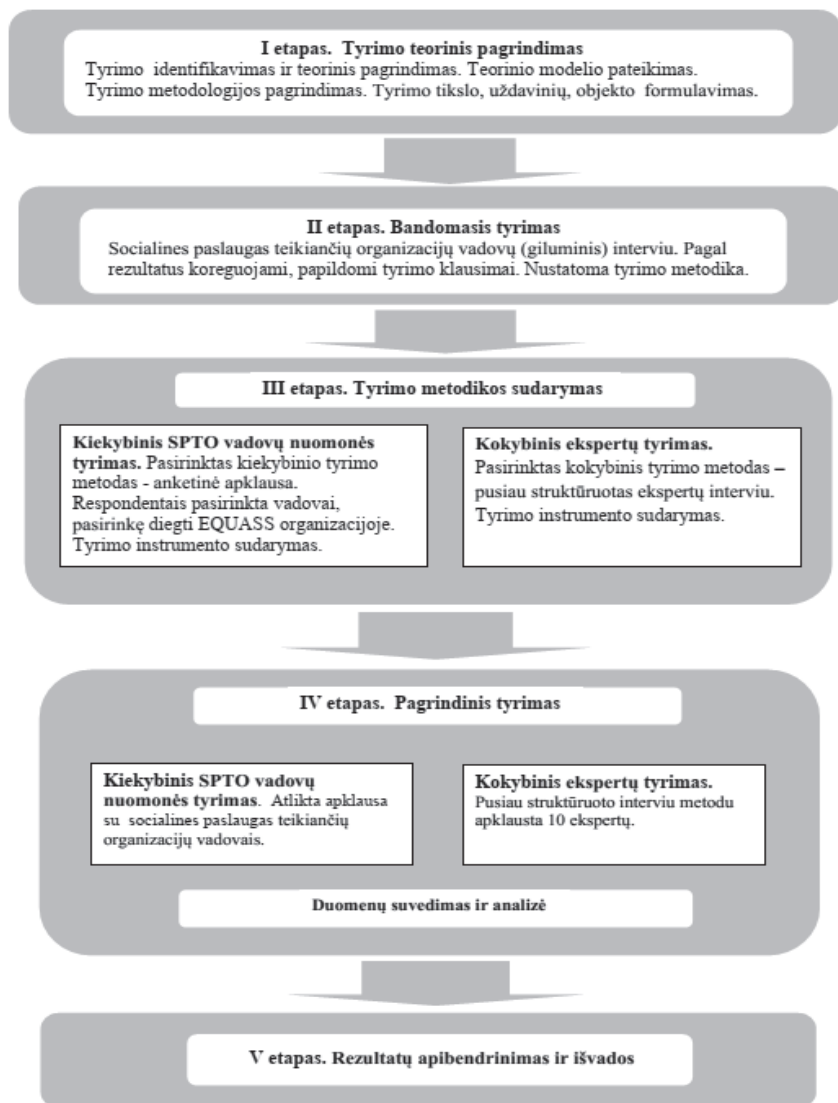 I etapas. Tyrimo teorinis pagrindimas
Tyrimo identifikavimas ir teorinis pagrindimas. Teorinio modelio pateikimas.
Tyrimo metodologijos pagrindimas. Tyrimo tikslo, uždavinių, objekto formulavimas.
II etapas. Bandomasis tyrimas
Socialines paslaugas teikiančių organizacijų vadovų (giluminis) interviu. Pagal
rezultatus koreguojami, papildomi tyrimo klausimai. Nustatoma tyrimo metodika.
III etapas. Tyrimo metodikos sudarymas
Kiekybinis SPTO vadovų nuomonės
tyrimas. Pasirinktas kiekybinio tyrimo
metodas - anketinė apklausa.
Respondentais pasirinkta vadovai,
pasirinkę diegti EQUASS organizacijoje.
Tyrimo instrumento sudarymas.
Kokybinis ekspertų tyrimas.
Pasirinktas kokybinis tyrimo metodas –
pusiau struktūruotas ekspertų interviu.
Tyrimo instrumento sudarymas.
IV etapas. Pagrindinis tyrimas
Kiekybinis SPTO vadovų
nuomonės tyrimas. Atlikta apklausa
su socialines paslaugas teikiančių
organizacijų vadovais.
Kokybinis ekspertų tyrimas.
Pusiau struktūruoto interviu metodu
apklausta 10 ekspertų.
Duomenų suvedimas ir analizė
V etapas. Rezultatų apibendrinimas ir išvados